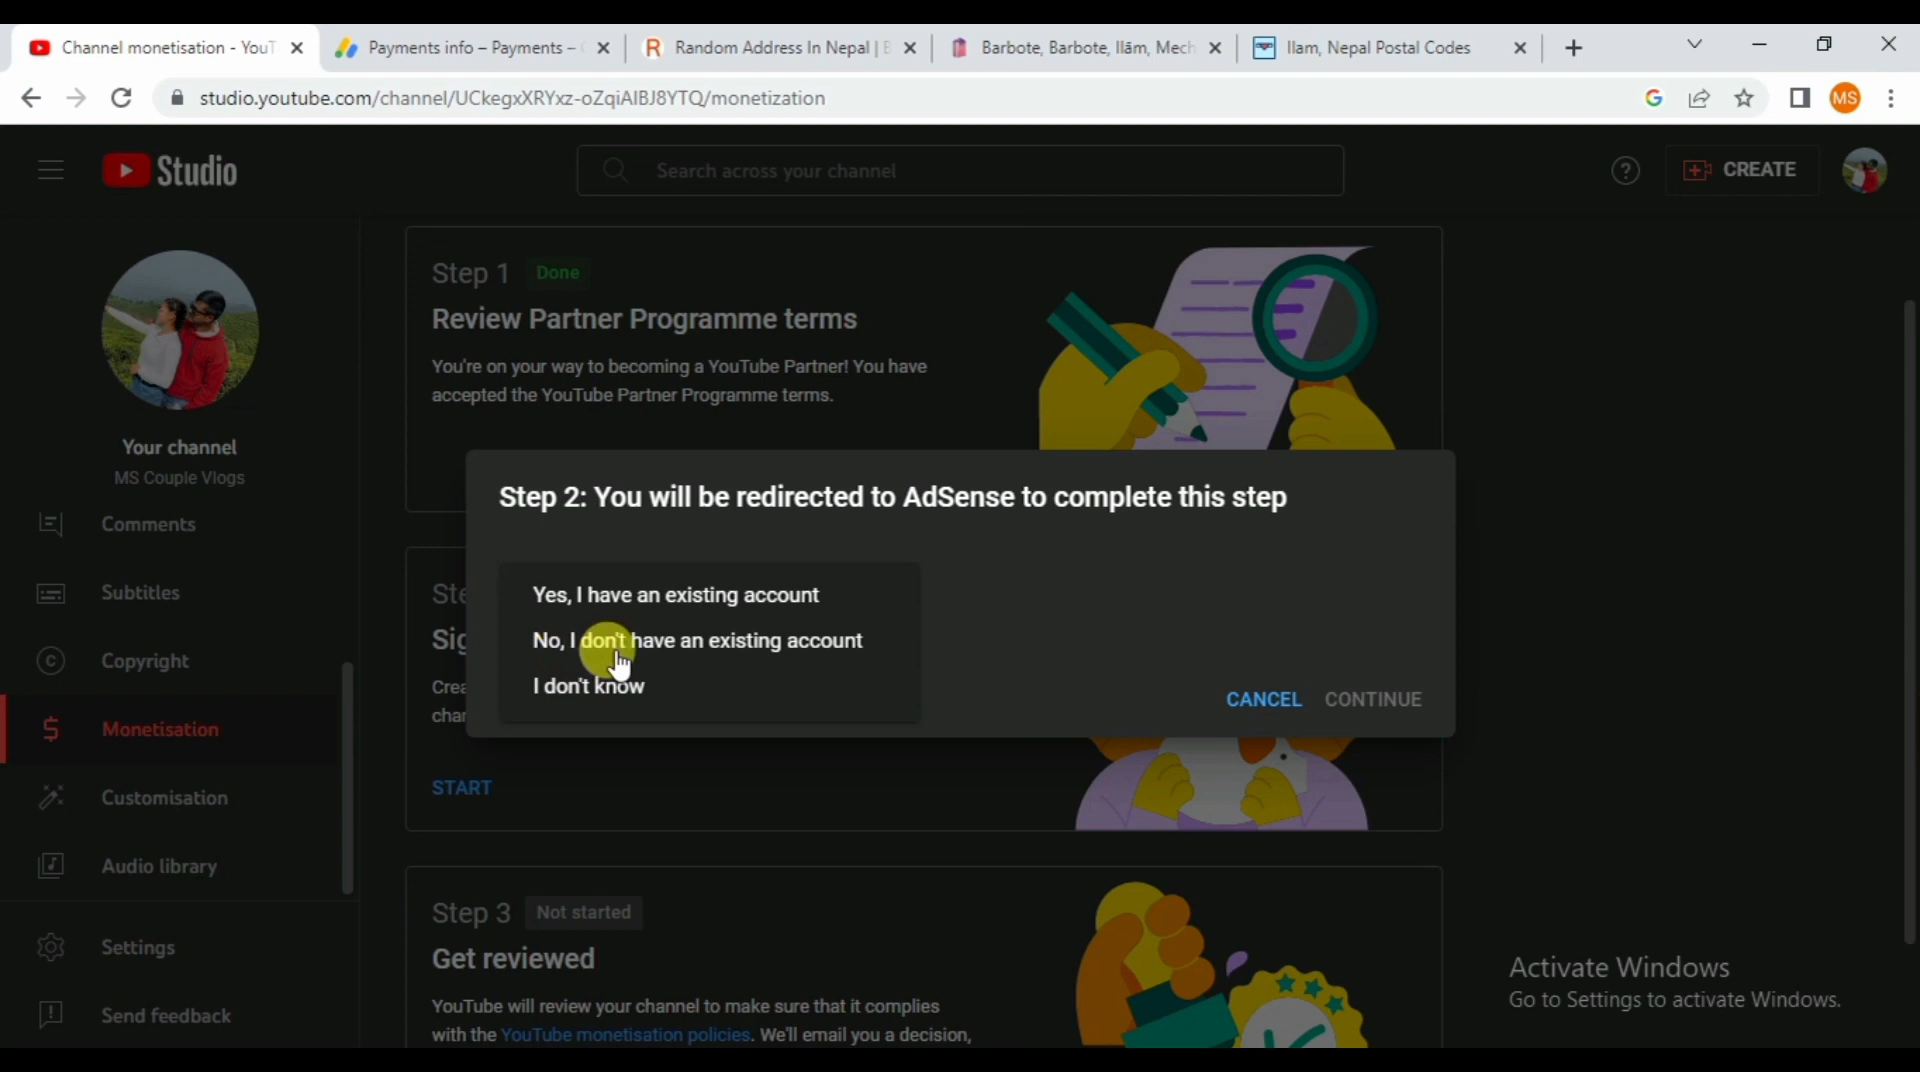 Channel monetisation - YouT
Payments info – Payments –
Random Address In Nepal |
Barbote, Barbote, Ilām, Mech
Ilam, Nepal Postal Codes
studio.youtube.com/channel/UCkegxXRYxz-oZqiAIBJ8YTQ/monetization
MS
Studio
Search across your channel
CREATE
Your channel
MS Couple Vlogs
Comments
Subtitles
Copyright
Monetisation
Customisation
Audio library
Settings
Send feedback
Step 1 Done
Review Partner Programme terms
You're on your way to becoming a YouTube Partner! You have
accepted the YouTube Partner Programme terms.
Step 2: You will be redirected to AdSense to complete this step
Yes, I have an existing account
No, I don't have an existing account
I don't know
CANCEL CONTINUE
START
Step 3 Not started
Get reviewed
YouTube will review your channel to make sure that it complies
with the YouTube monetisation policies. We'll email you a decision,
Activate Windows
Go to Settings to activate Windows.